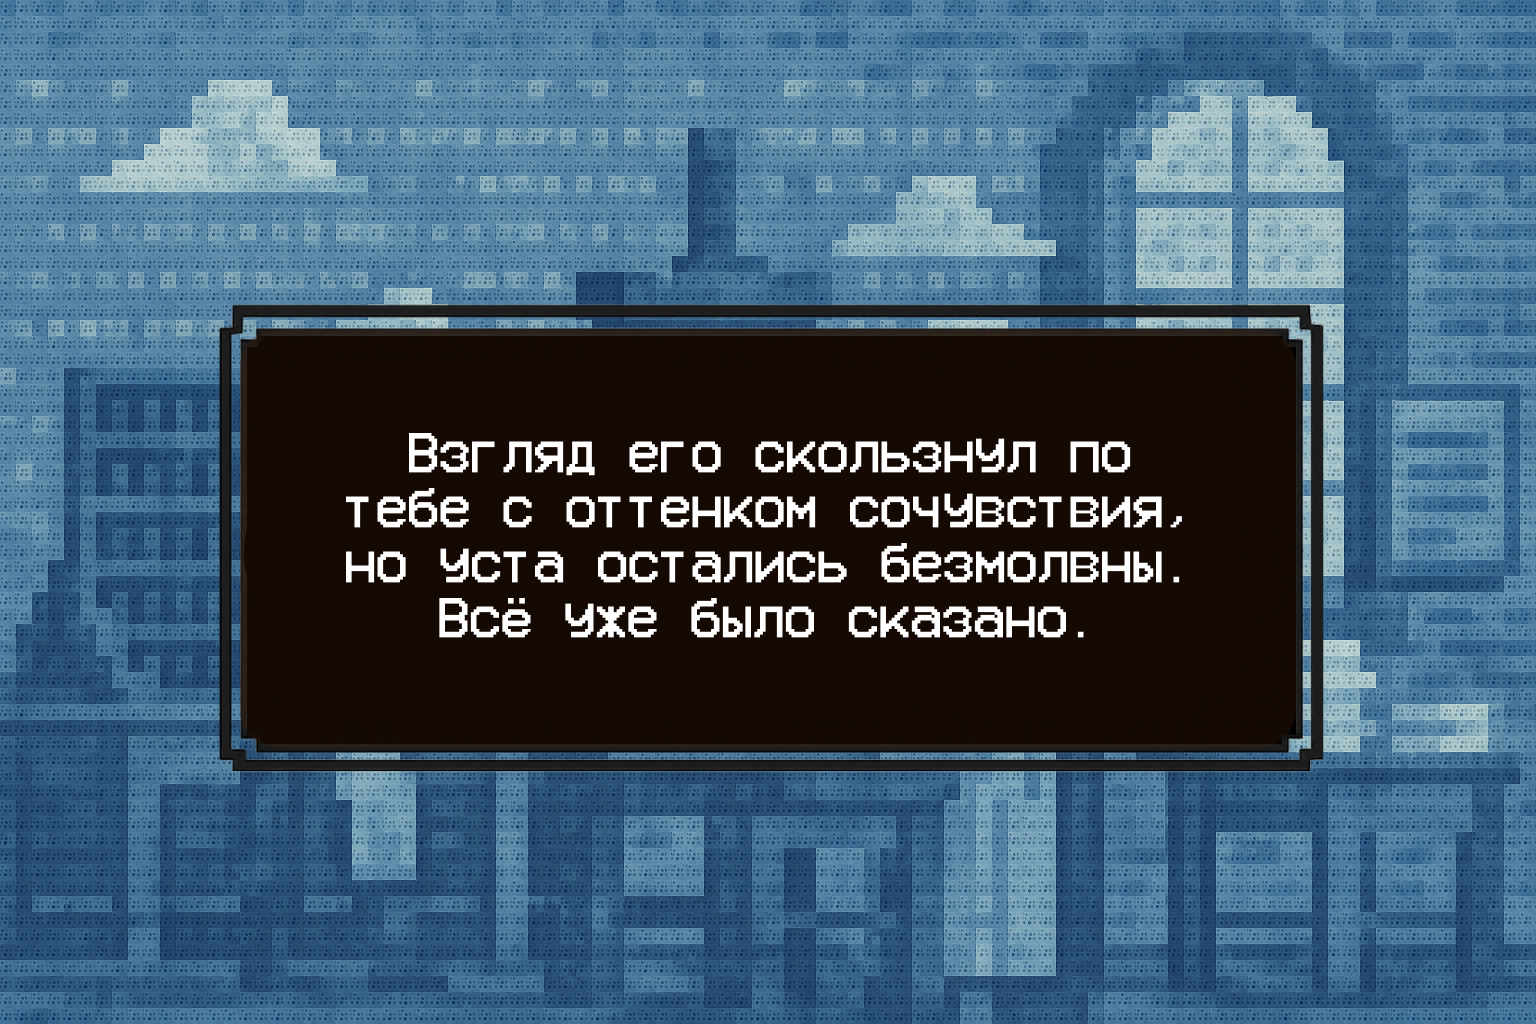 Взгляд его скользнул по
тебе с оттенком сочувствия,
но уста остались безмолвны.
Всё уже было сказано.